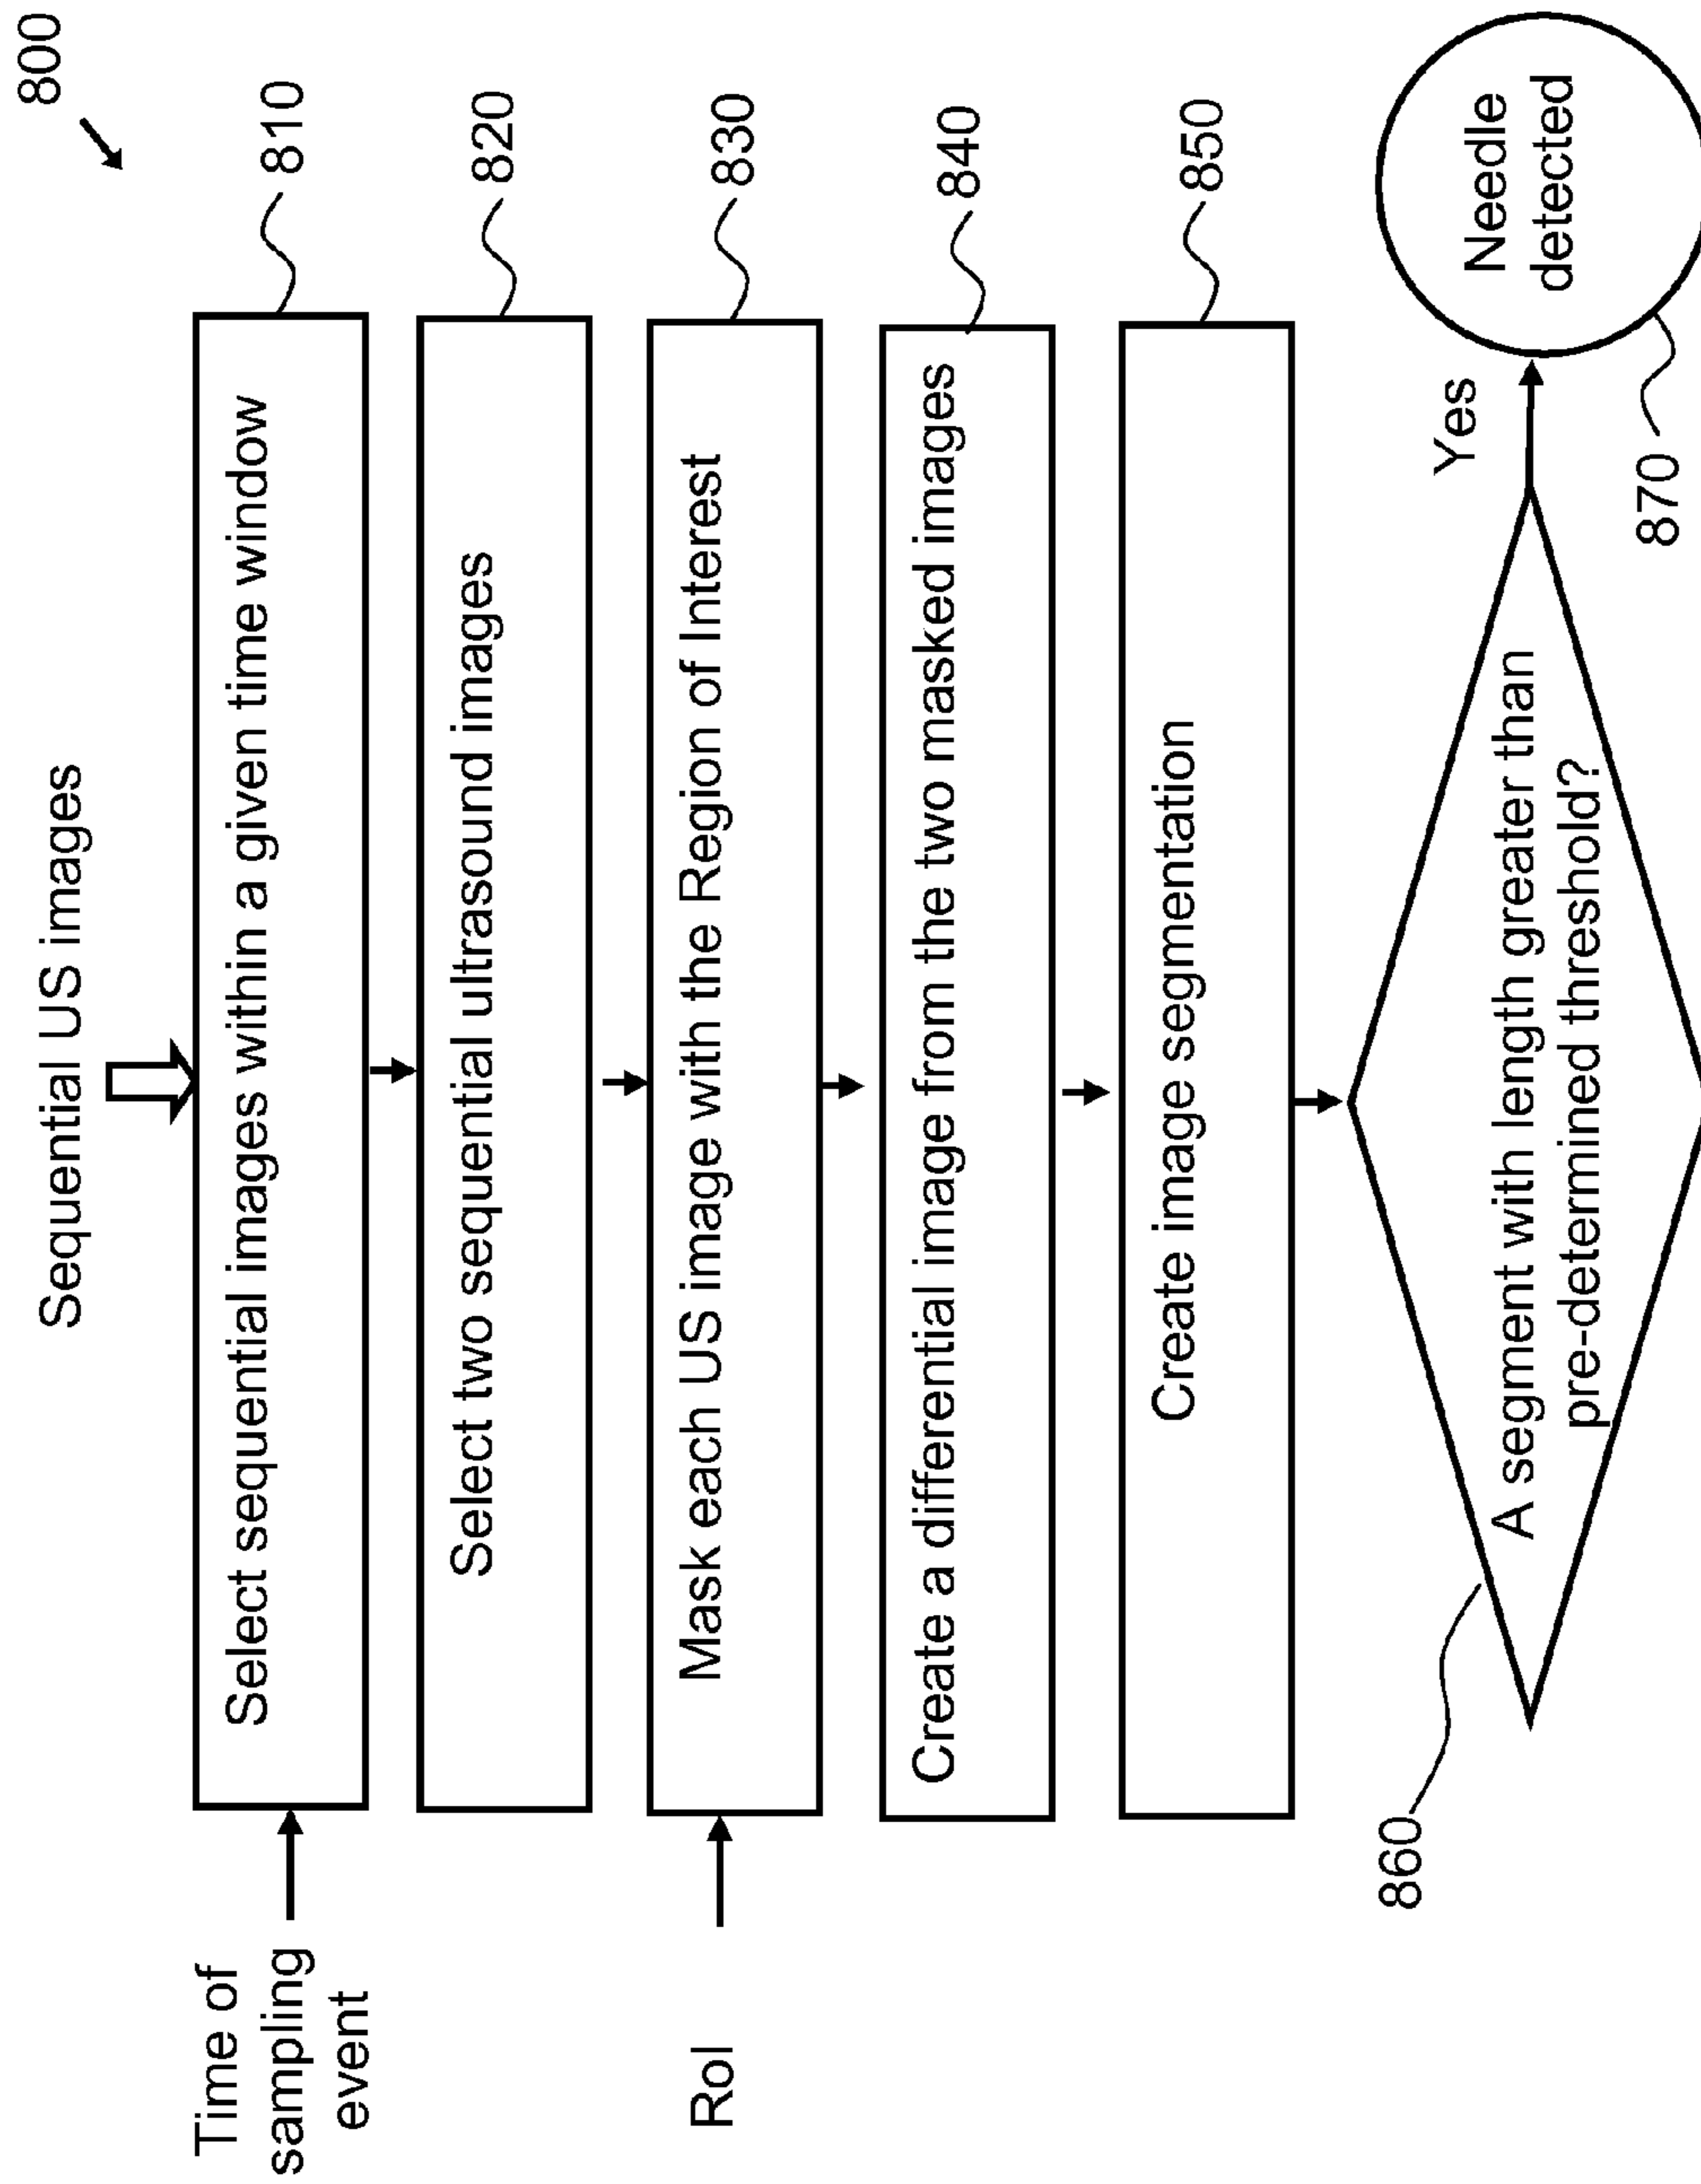 800
Sequential US images
Time of
sampling
event
Select sequential images within a given time window
810
Select two sequential ultrasound images
820
RoI
Mask each US image with the Region of Interest
830
Create a differential image from the two masked images
840
Create image segmentation
850
860
A segment with length greater than
pre-determined threshold?
Yes
Needle
detected
870